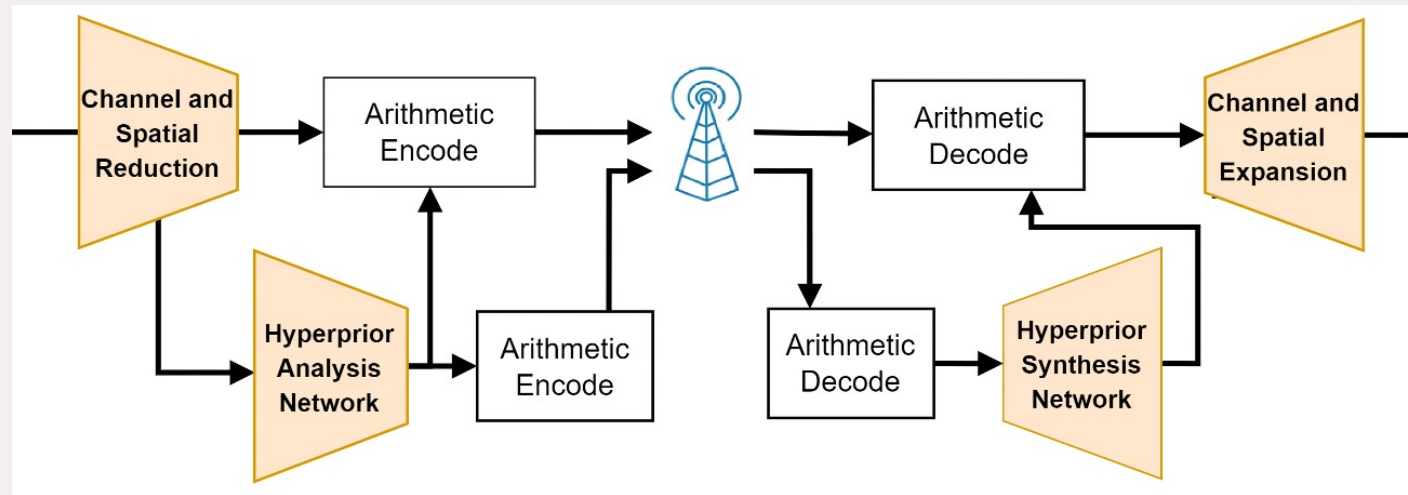 Channel and
Spatial
Reduction
Arithmetic
Encode
Arithmetic
Decode
Channel and
Spatial
Expansion
Hyperprior
Analysis
Network
Arithmetic
Encode
Arithmetic
Decode
Hyperprior
Synthesis
Network